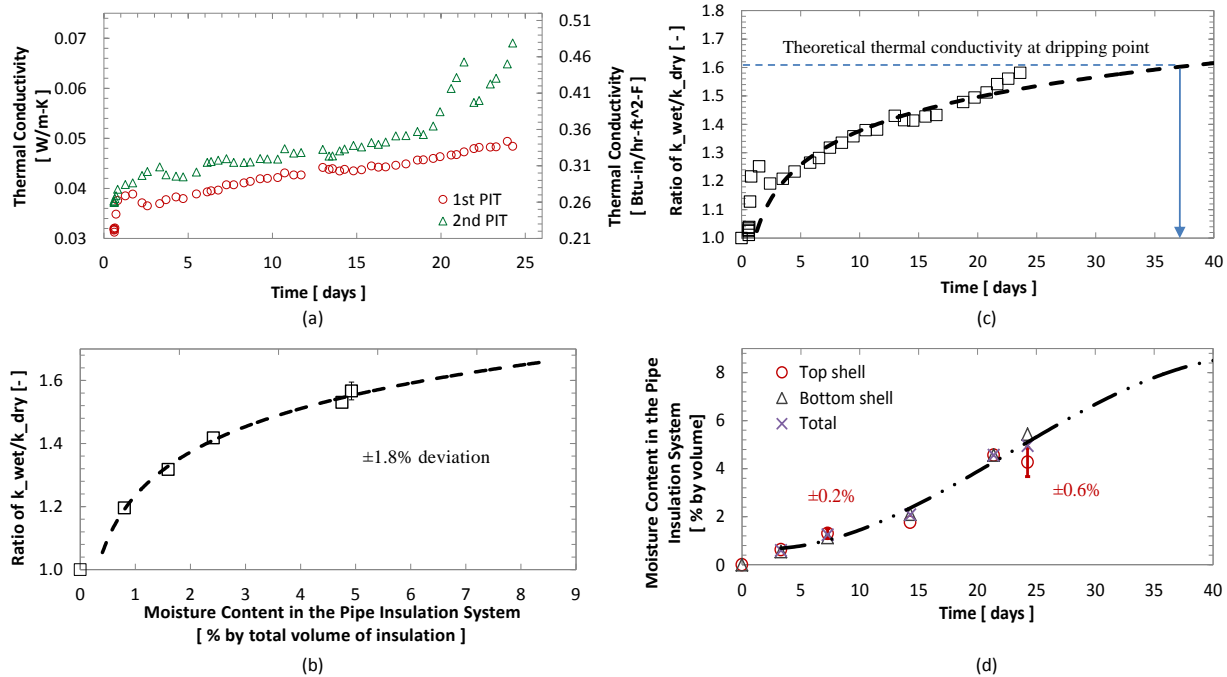 0.07
0.06
0.05
0.04
0.03
Thermal Conductivity
[ W/m-K]
0.51
0.46
0.41
0.36
0.31
0.26
0.21
Thermal Conductivity
[ Btu-in/hr-ft^2-F]
1st PIT
2nd PIT
0 5 10 15 20 25
Time [ days ]
(a)
1.8
1.7
1.6
1.5
1.4
1.3
1.2
1.1
1.0
Ratio of k_wet/k_dry [ - ]
Theoretical thermal conductivity at dripping point
0 5 10 15 20 25 30 35 40
Time [ days ]
(c)
1.6
1.4
1.2
1.0
Ratio of k_wet/k_dry [ - ]
±1.8% deviation
0 1 2 3 4 5 6 7 8 9
Moisture Content in the Pipe Insulation System
[ % by total volume of insulation ]
(b)
8
6
4
2
0
Moisture Content in the Pipe
Insulation System
[ % by volume]
Top shell
Bottom shell
Total
±0.2%
±0.6%
0 5 10 15 20 25 30 35 40
Time [ days ]
(d)